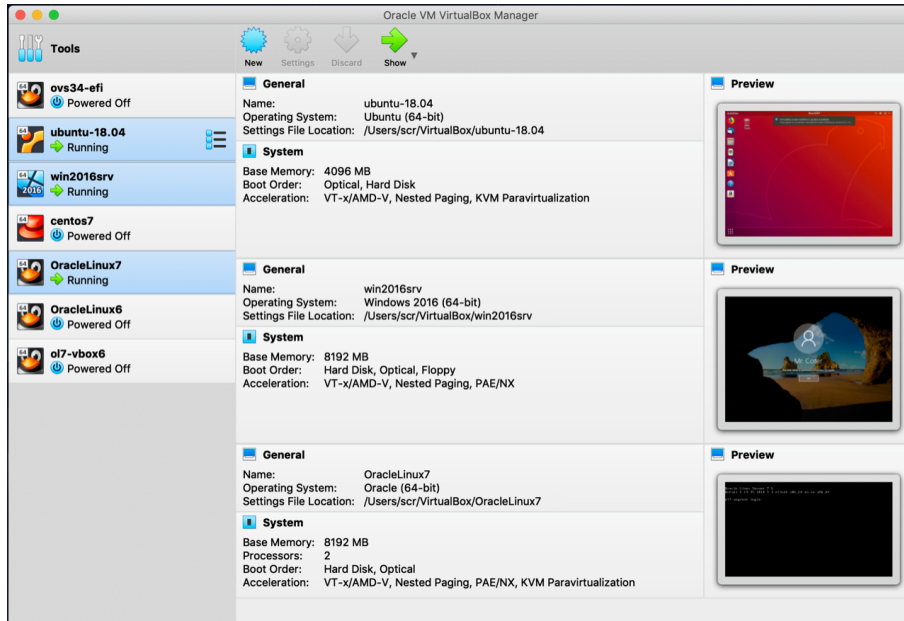 Oracle VM VirtualBox Manager
Tools
New
Settings
Discard
Show
ovs34-efi
Powered Off
ubuntu-18.04
Running
win2016srv
Running
centos7
Powered Off
OracleLinux7
Running
OracleLinux6
Powered Off
ol7-vbox6
Powered Off
General
Name: ubuntu-18.04
Operating System: Ubuntu (64-bit)
Settings File Location: /Users/scr/VirtualBox/ubuntu-18.04
System
Base Memory: 4096 MB
Boot Order: Optical, Hard Disk
Acceleration: VT-x/AMD-V, Nested Paging, KVM Paravirtualization
Preview
General
Name: win2016srv
Operating System: Windows 2016 (64-bit)
Settings File Location: /Users/scr/VirtualBox/win2016srv
System
Base Memory: 8192 MB
Boot Order: Hard Disk, Optical, Floppy
Acceleration: VT-x/AMD-V, Nested Paging, PAE/NX
Preview
General
Name: OracleLinux7
Operating System: Oracle (64-bit)
Settings File Location: /Users/scr/VirtualBox/OracleLinux7
System
Base Memory: 8192 MB
Processors: 2
Boot Order: Hard Disk, Optical
Acceleration: VT-x/AMD-V, Nested Paging, PAE/NX, KVM Paravirtualization
Preview